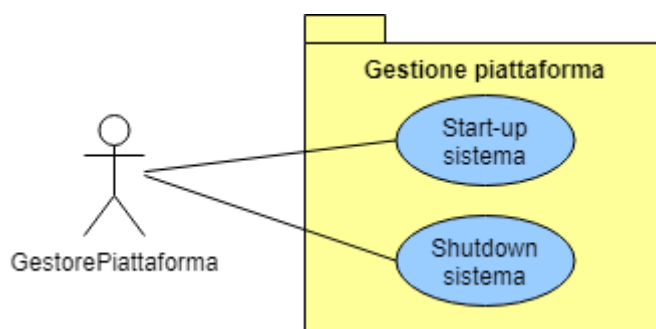 Gestione piattaforma
Start-up
sistema
GestorePiattaforma
Shutdown
sistema